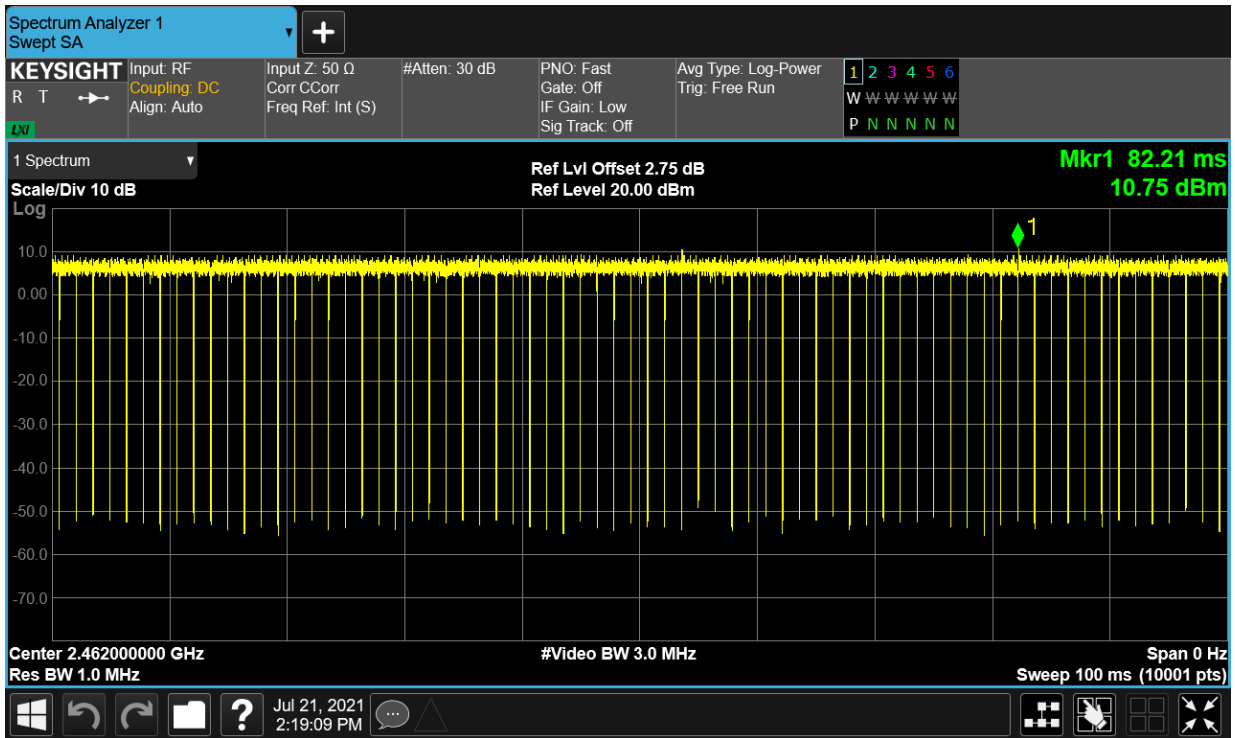 Spectrum Analyzer 1
Swept SA
▼
+
KEYSIGHT
R T
LXI
Input: RF
Coupling: DC
Align: Auto
Input Z: 50 Ω
Corr CCorr
Freq Ref: Int (S)
#Atten: 30 dB
PNO: Fast
Gate: Off
IF Gain: Low
Sig Track: Off
Avg Type: Log-Power
Trig: Free Run
1 2 3 4 5 6
W W W W W W
P N N N N N
1 Spectrum ▼
Scale/Div 10 dB
Log
Ref Lvl Offset 2.75 dB
Ref Level 20.00 dBm
Mkr1 82.21 ms
10.75 dBm
1
10.0
0.00
-10.0
-20.0
-30.0
-40.0
-50.0
-60.0
-70.0
Center 2.462000000 GHz
Res BW 1.0 MHz
#Video BW 3.0 MHz
Span 0 Hz
Sweep 100 ms (10001 pts)
?
Jul 21, 2021
2:19:09 PM